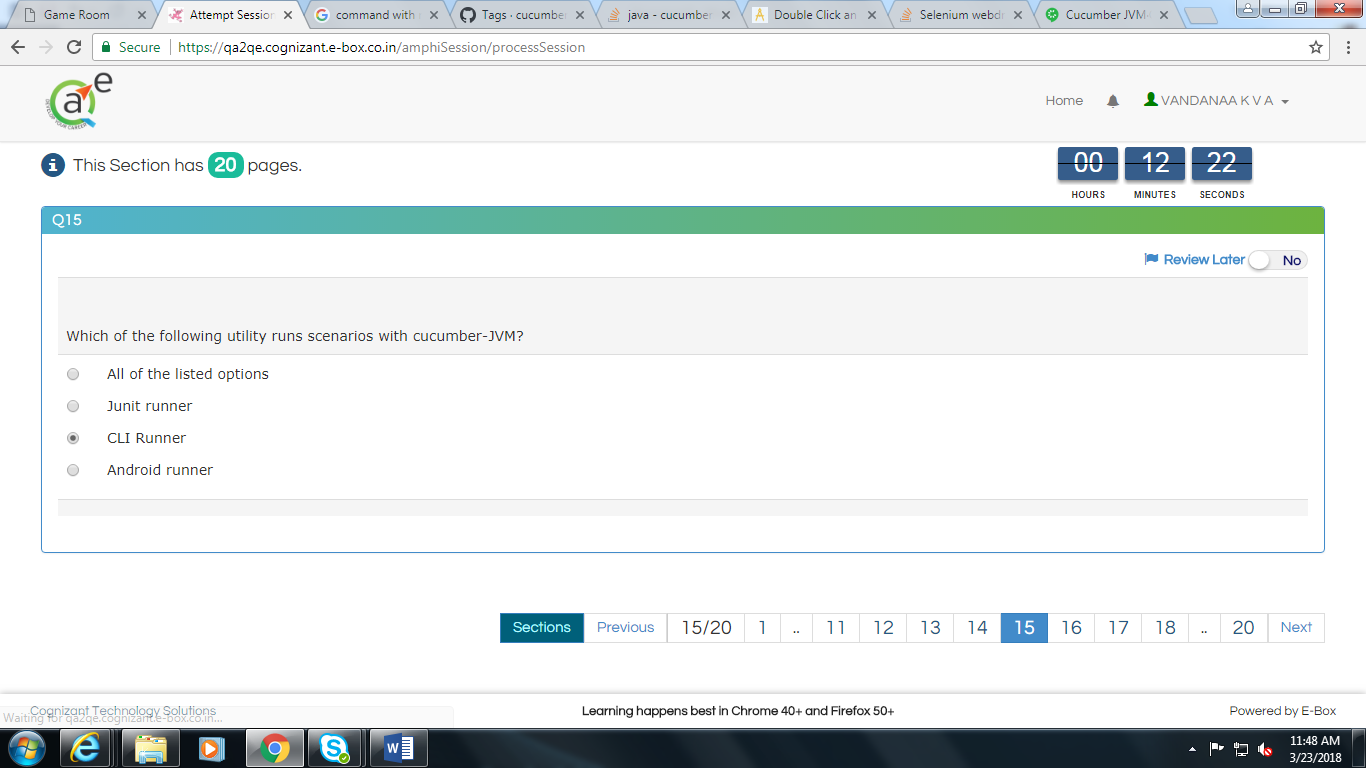 Game Room
Attempt Session
command with
Tags · cucumbe
java - cucumber
Double Click an
Selenium webd
Cucumber JVM
Secure
https://qa2qe.cognizant.e-box.co.in/amphiSession/processSession
a e
Home
VANDANAA K V A
This Section has 20 pages.
00 12 22
HOURS MINUTES SECONDS
Q15
Review Later No
Which of the following utility runs scenarios with cucumber-JVM?
All of the listed options
Junit runner
CLI Runner
Android runner
Sections Previous 15/20 1 .. 11 12 13 14 15 16 17 18 .. 20 Next
Cognizant Technology Solutions
Waiting for qa2qe.cognizant.e-box.co.in...
Learning happens best in Chrome 40+ and Firefox 50+
Powered by E-Box
11:48 AM
3/23/2018